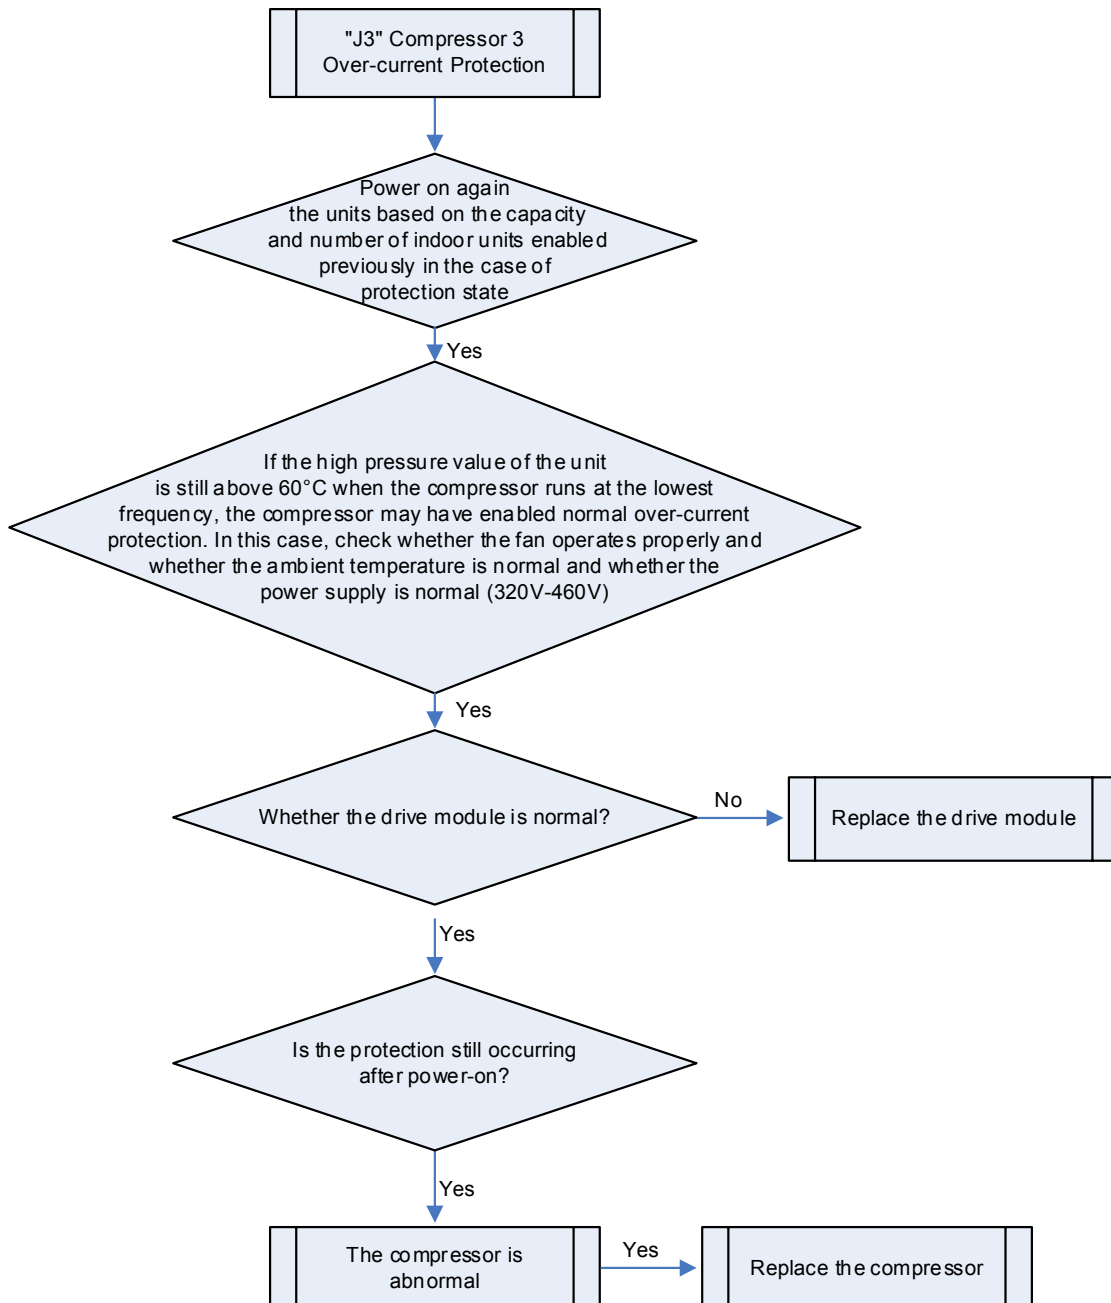 "J3" Compressor 3
Over-current Protection
Power on again
the units based on the capacity
and number of indoor units enabled
previously in the case of
protection state
Yes
If the high pressure value of the unit
is still above 60°C when the compressor runs at the lowest
frequency, the compressor may have enabled normal over-current
protection. In this case, check whether the fan operates properly and
whether the ambient temperature is normal and whether the
power supply is normal (320V-460V)
Yes
Whether the drive module is normal?
No
Replace the drive module
Yes
Is the protection still occurring
after power-on?
Yes
The compressor is
abnormal
Yes
Replace the compressor